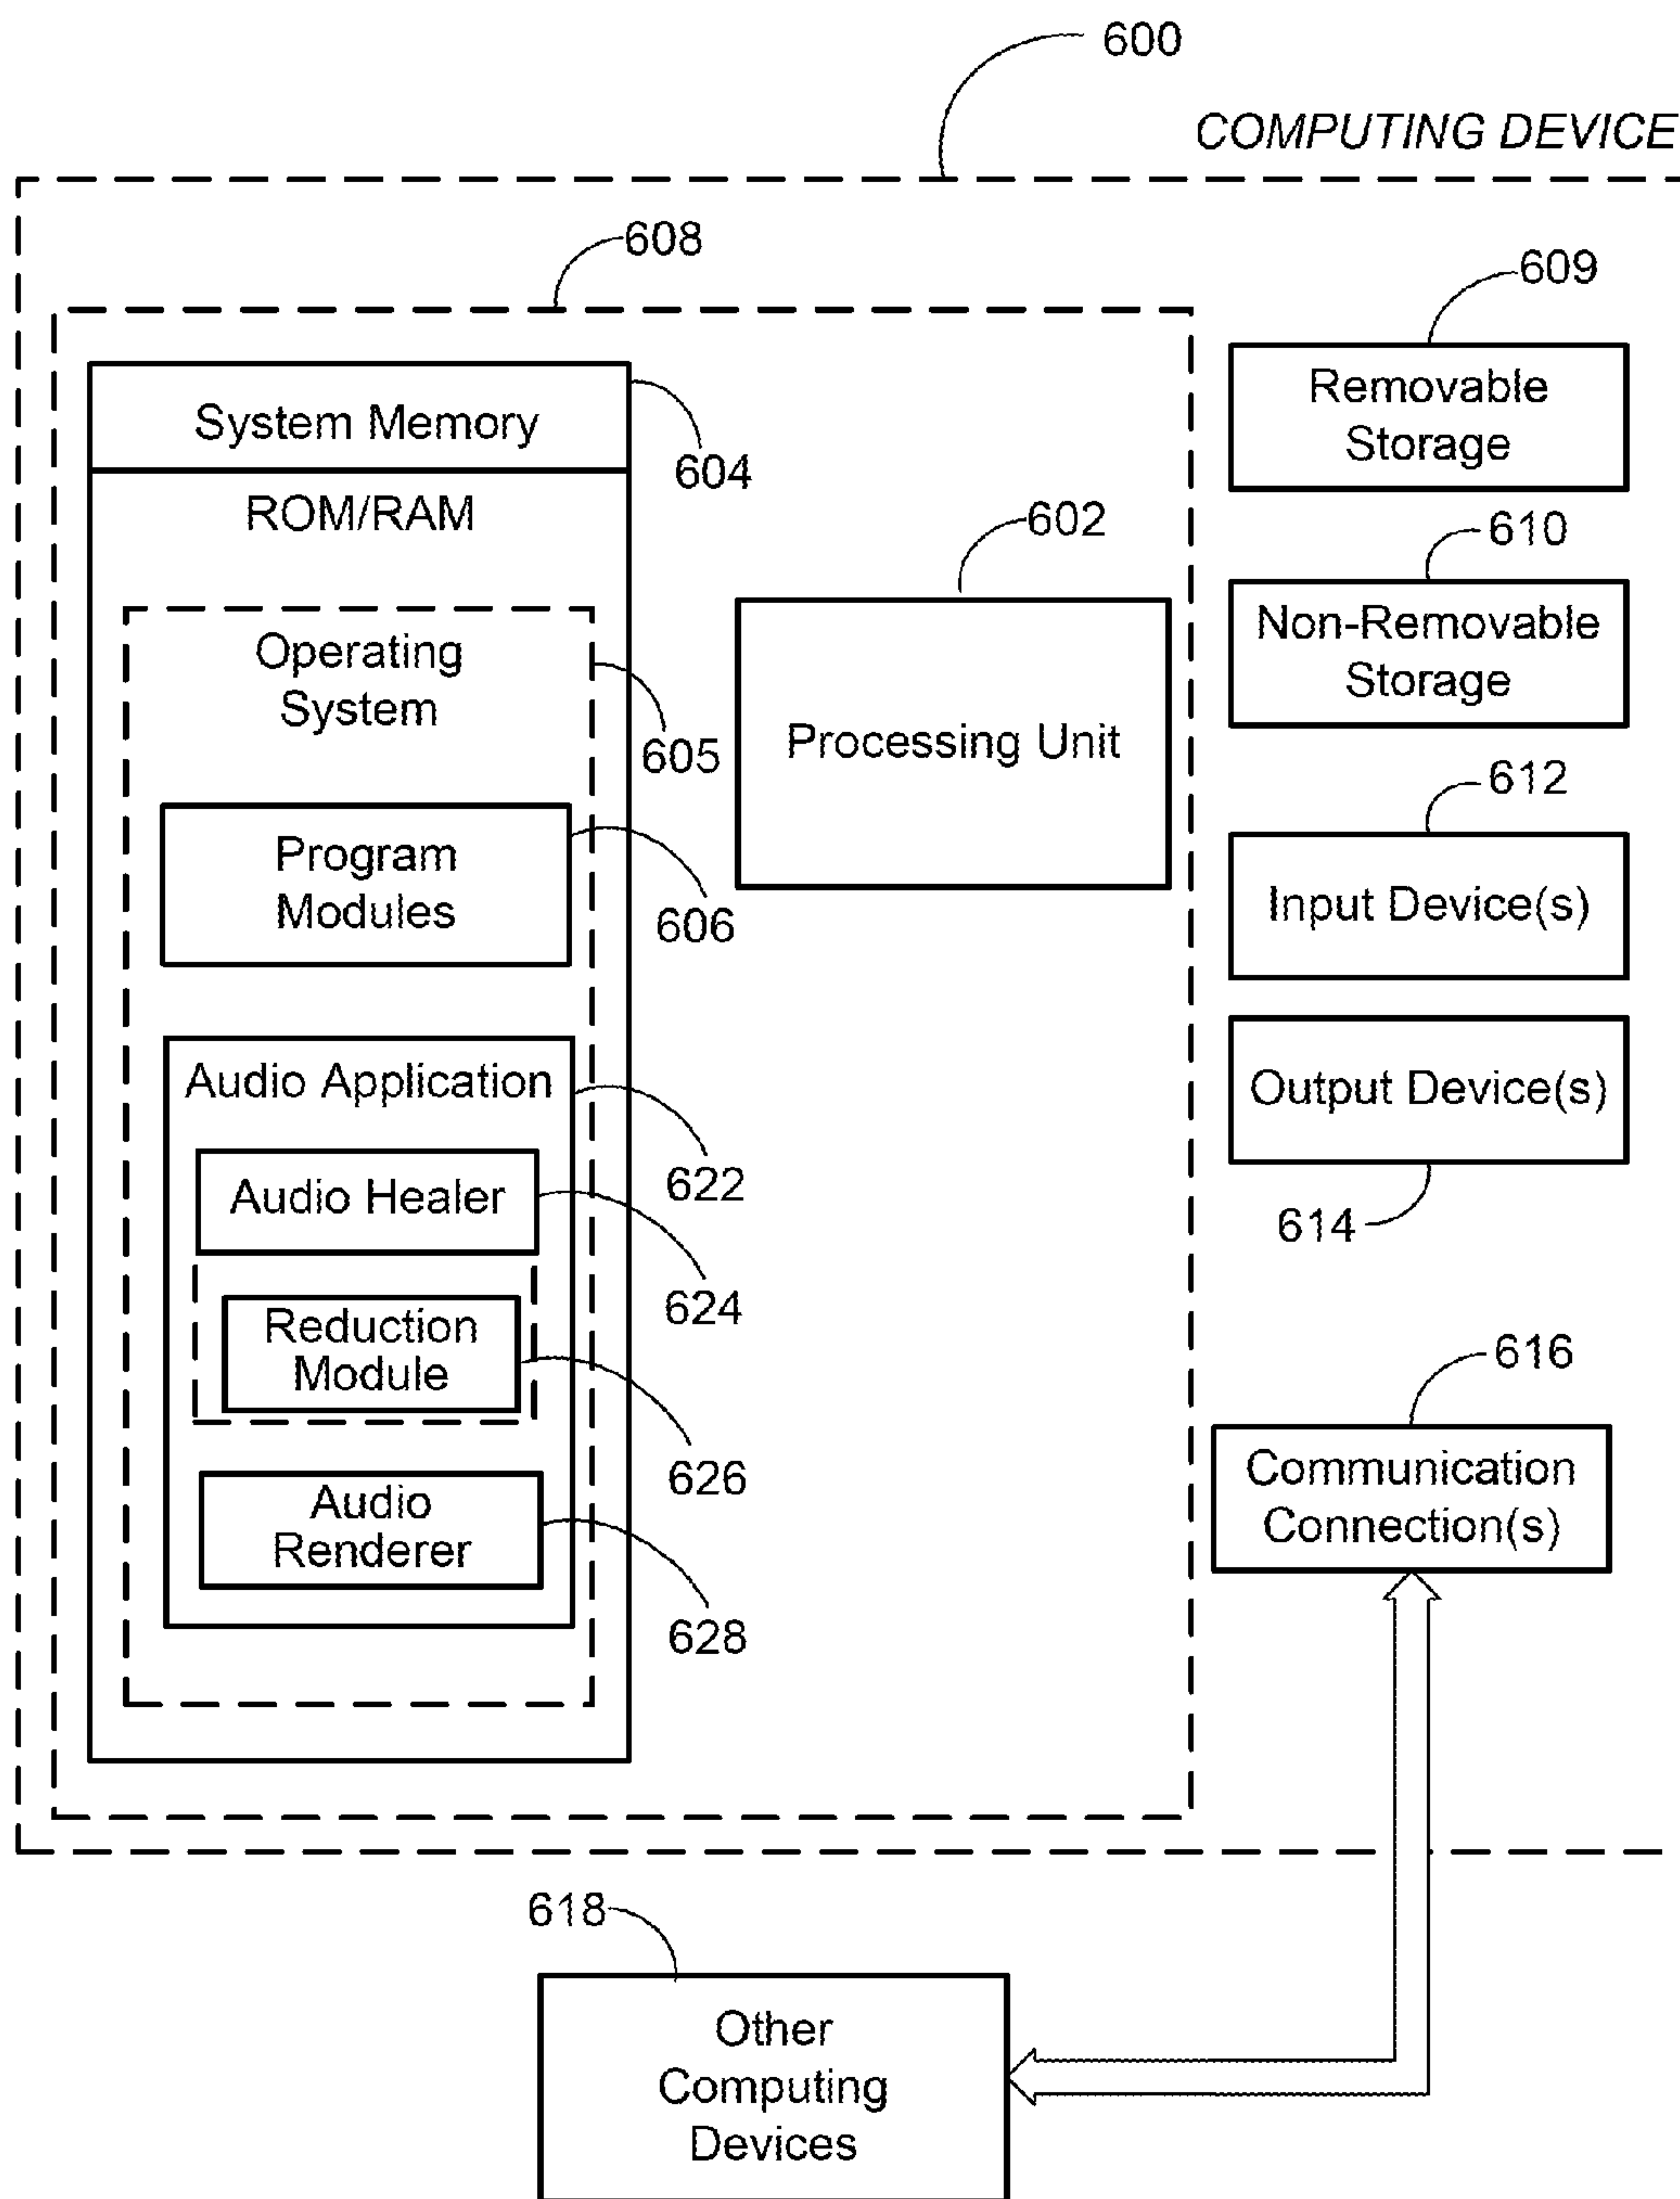 600
COMPUTING DEVICE
608
609
Removable
Storage
System Memory
604
ROM/RAM
602
610
Non-Removable
Storage
Operating
System
605
Processing Unit
612
Program
Modules
606
Input Device(s)
Output Device(s)
614
Audio Application
622
Audio Healer
624
Reduction
Module
626
616
Communication
Connection(s)
Audio
Renderer
628
618
Other
Computing
Devices